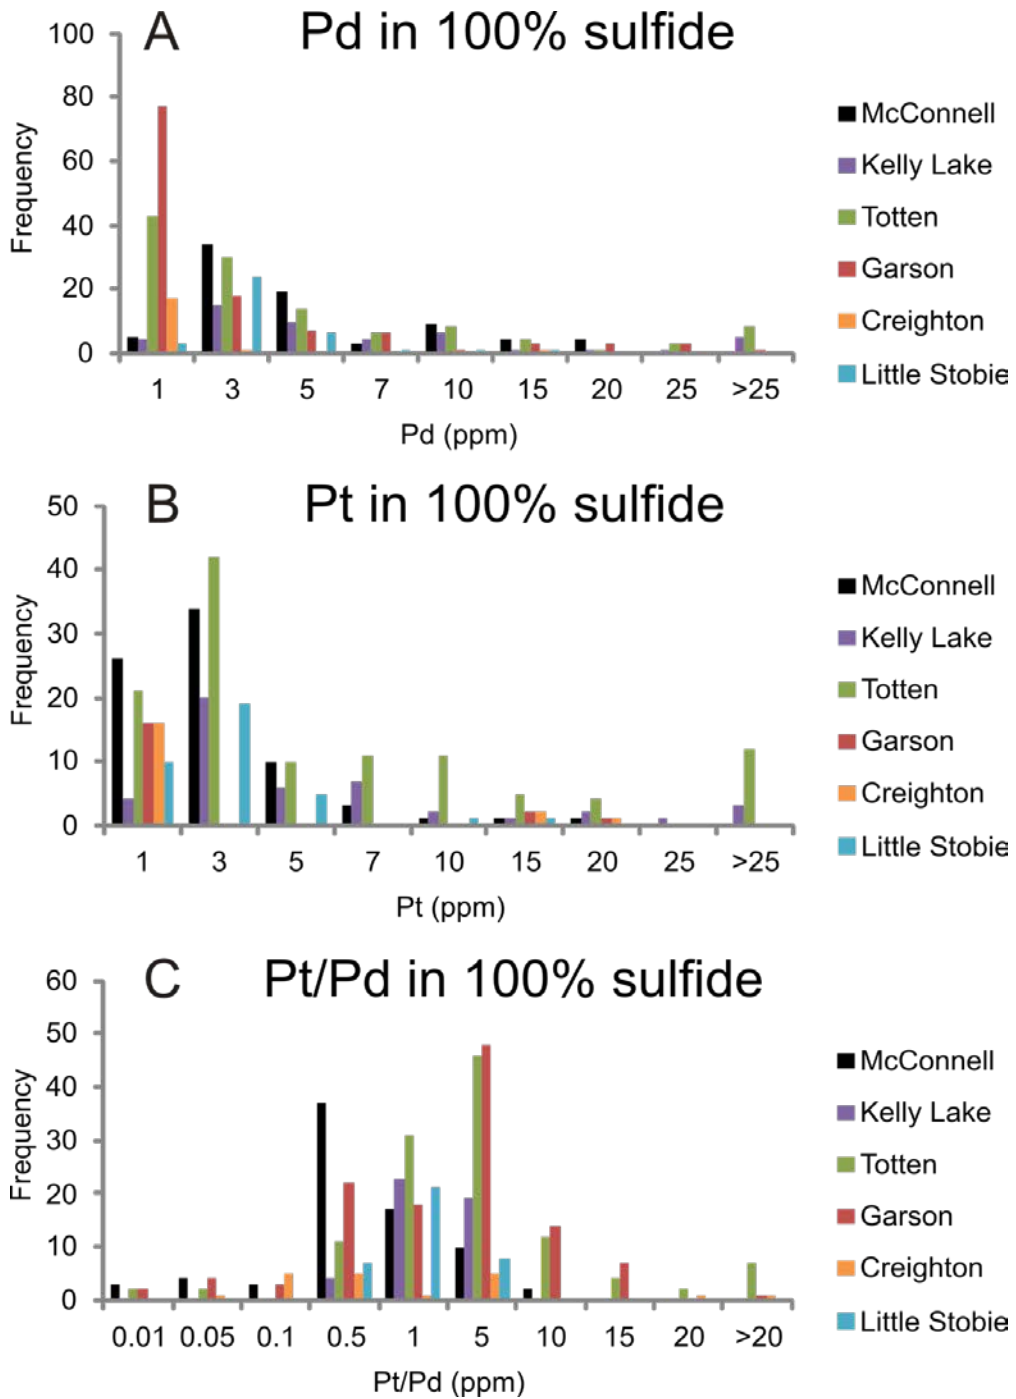 A Pd in 100% sulfide
100
80
60
40
20
0
Frequency
1 3 5 7 10 15 20 25 >25
Pd (ppm)
McConnell
Kelly Lake
Totten
Garson
Creighton
Little Stobie
B Pt in 100% sulfide
50
40
30
20
10
0
Frequency
1 3 5 7 10 15 20 25 >25
Pt (ppm)
McConnell
Kelly Lake
Totten
Garson
Creighton
Little Stobie
C Pt/Pd in 100% sulfide
60
50
40
30
20
10
0
Frequency
0.01 0.05 0.1 0.5 1 5 10 15 20 >20
Pt/Pd (ppm)
McConnell
Kelly Lake
Totten
Garson
Creighton
Little Stobie